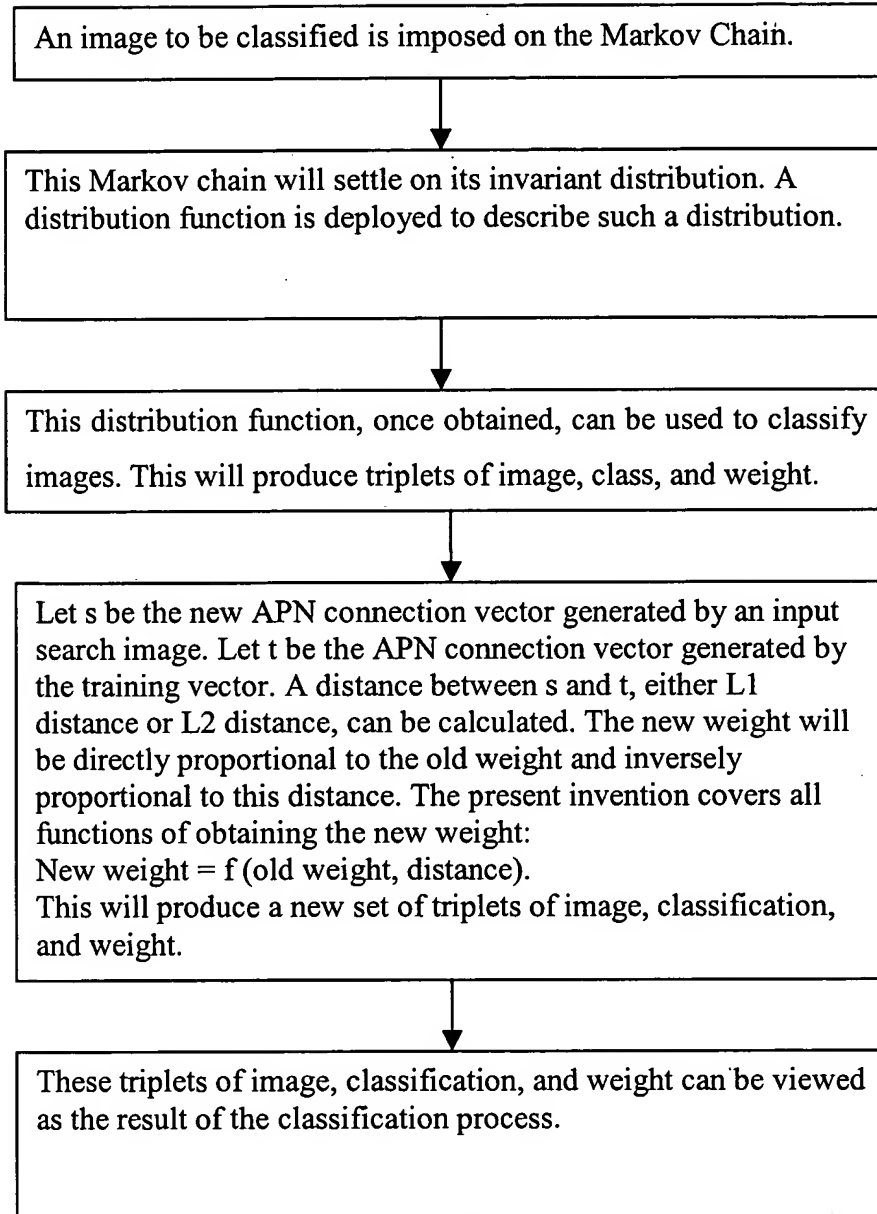 An image to be classified is imposed on the Markov Chain.
This Markov chain will settle on its invariant distribution. A
distribution function is deployed to describe such a distribution.
This distribution function, once obtained, can be used to classify
images. This will produce triplets of image, class, and weight.
Let s be the new APN connection vector generated by an input
search image. Let t be the APN connection vector generated by
the training vector. A distance between s and t, either L1
distance or L2 distance, can be calculated. The new weight will
be directly proportional to the old weight and inversely
proportional to this distance. The present invention covers all
functions of obtaining the new weight:
New weight = f (old weight, distance).
This will produce a new set of triplets of image, classification,
and weight.
These triplets of image, classification, and weight can be viewed
as the result of the classification process.